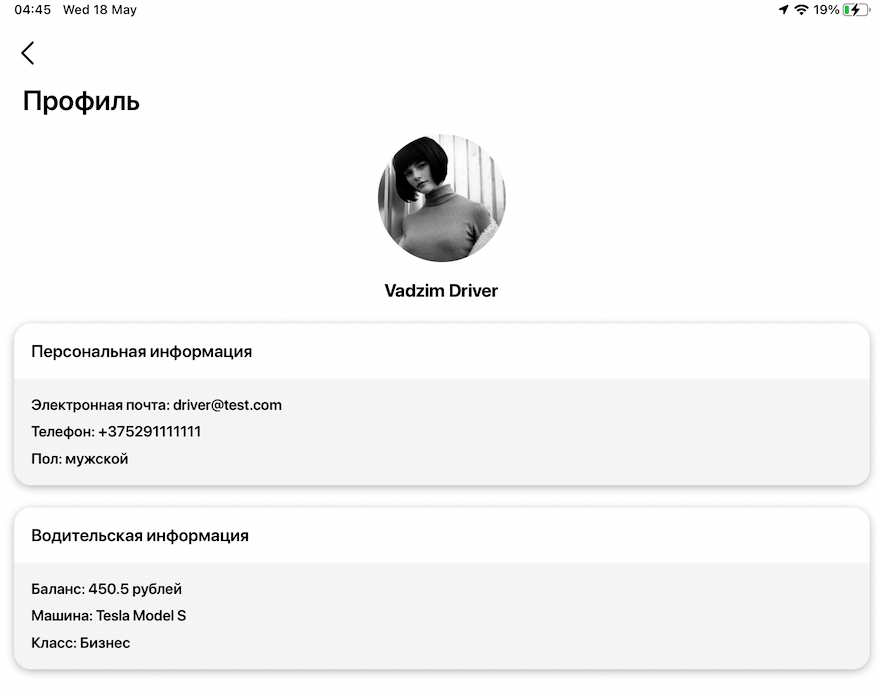 04:45 Wed 18 May 19%
Профиль
Vadzim Driver
Персональная информация
Электронная почта: driver@test.com
Телефон: +375291111111
Пол: мужской
Водительская информация
Баланс: 450.5 рублей
Машина: Tesla Model S
Класс: Бизнес